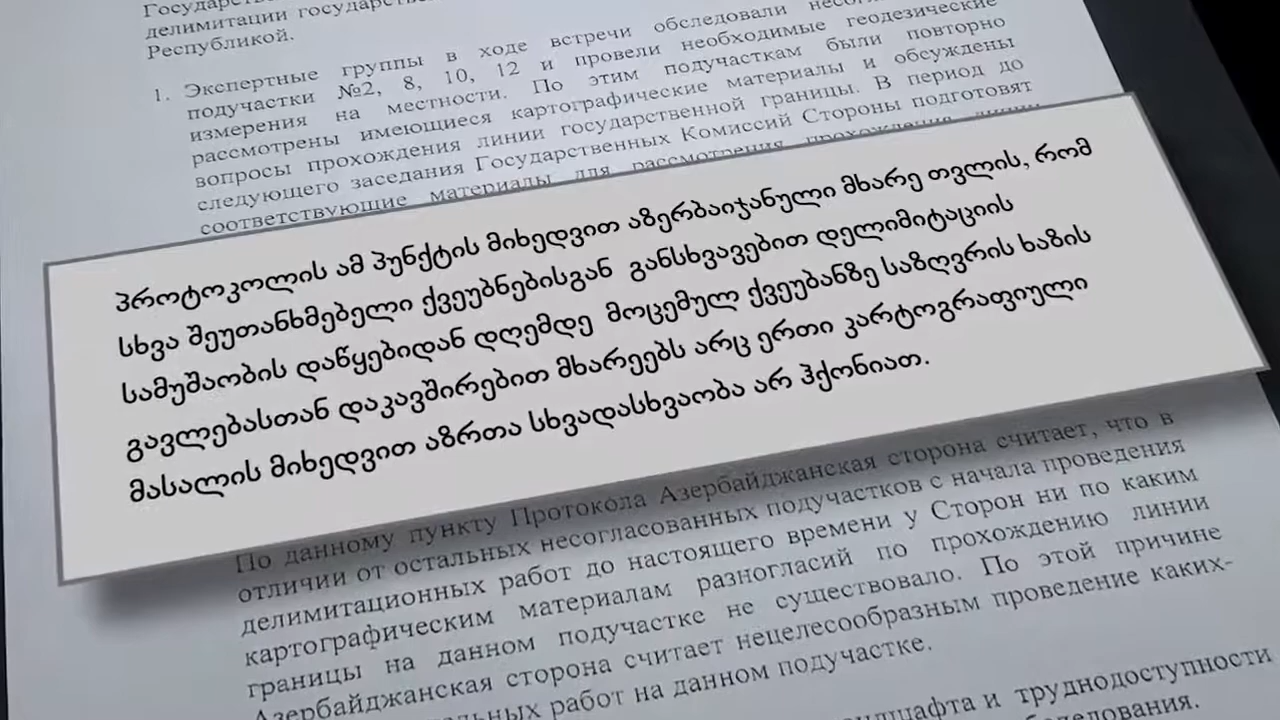 делимитации
Республикой.
1. Экспертные группы в ходе встречи обследовали
подучастки №2, 8, 10, 12 и провели необходимые геодезические
измерения на местности. По этим подучасткам были повторно
рассмотрены имеющиеся картографические материалы и обсуждены
вопросы прохождения линии государственной границы. В период до
следующего заседания Государственных Комиссий Стороны подготовят
соответствующие материалы для рассмотрения прохождения линии
პროტოკოლის ამ პუნქტის მიხედვით აზერბაიჯანული მხარე თვლის, რომ
სხვა შეუთანხმებელი ქვეუბნებისგან განსხვავებით დელიმიტაციის
სამუშაობის დაწყებიდან დღემდე მოცემულ ქვეუბანზე საზღვრის ხაზის
გავლებასთან დაკავშირებით მხარეებს არც ერთი კარტოგრაფიული
მასალის მიხედვით აზრთა სხვადასხვაობა არ ჰქონიათ.
По данному пункту Протокола Азербайджанская сторона считает, что в
отличии от остальных несогласованных подучастков с начала проведения
делимитационных работ до настоящего времени у Сторон ни по каким
картографическим материалам разногласий по прохождению линии
границы на данном подучастке не существовало. По этой причине
Азербайджанская сторона считает нецелесообразным проведение каких-
работ на данном подучастке.
и труднодоступности